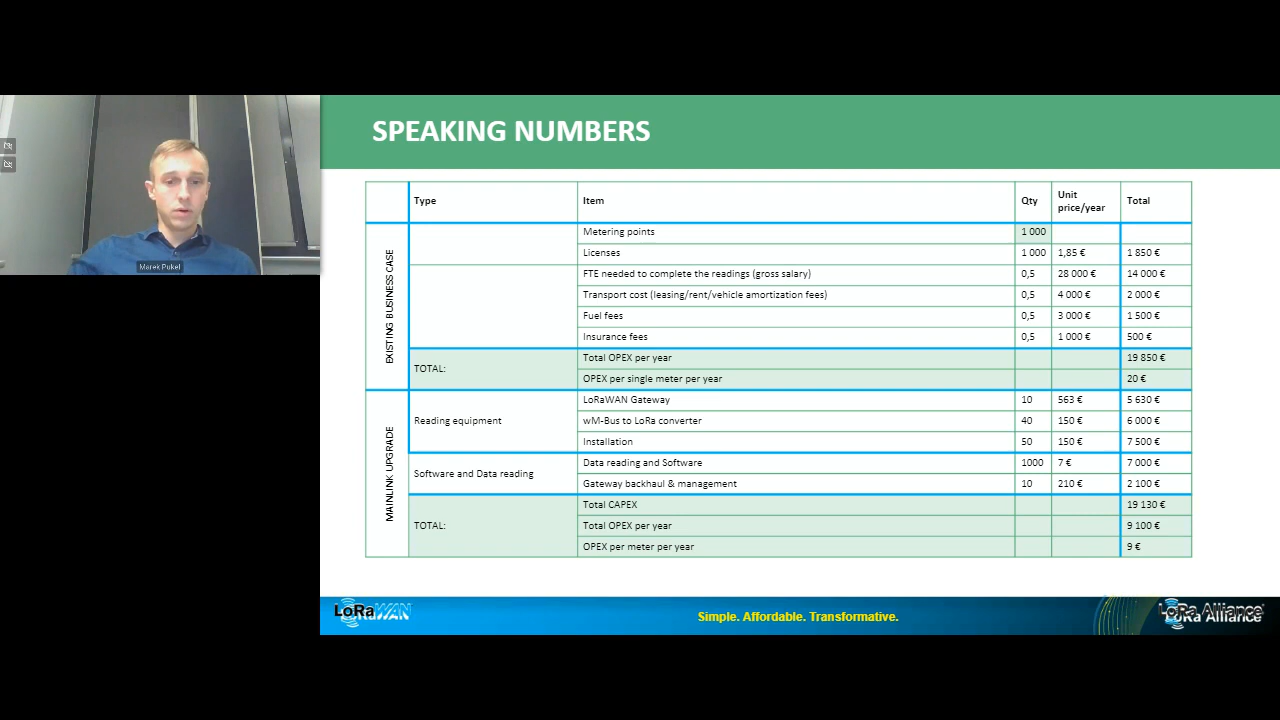 SPEAKING NUMBERS
Type Item Qty Unit price/year Total
EXISTING BUSINESS CASE
Metering points 1 000
Licenses 1 000 1,85 € 1 850 €
FTE needed to complete the readings (gross salary) 0,5 28 000 € 14 000 €
Transport cost (leasing/rent/vehicle amortization fees) 0,5 4 000 € 2 000 €
Fuel fees 0,5 3 000 € 1 500 €
Insurance fees 0,5 1 000 € 500 €
TOTAL:
Total OPEX per year 19 850 €
OPEX per single meter per year 20 €
MAINLINK UPGRADE
Reading equipment
LoRaWAN Gateway 10 563 € 5 630 €
wM-Bus to LoRa converter 40 150 € 6 000 €
Installation 50 150 € 7 500 €
Software and Data reading
Data reading and Software 1000 7 € 7 000 €
Gateway backhaul & management 10 210 € 2 100 €
TOTAL:
Total CAPEX 19 130 €
Total OPEX per year 9 100 €
OPEX per meter per year 9 €
Marek Pukel
LoRaWAN
Simple. Affordable. Transformative.
LoRa Alliance